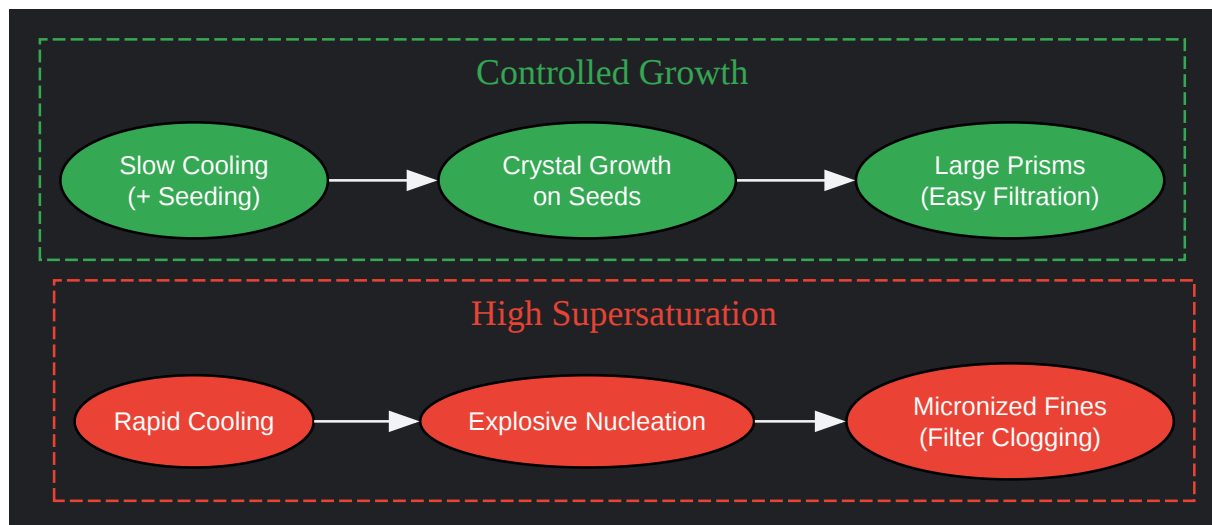 Controlled Growth
Slow Cooling
(+ Seeding)
Crystal Growth
on Seeds
Large Prisms
(Easy Filtration)
High Supersaturation
Rapid Cooling
Explosive Nucleation
Micronized Fines
(Filter Clogging)